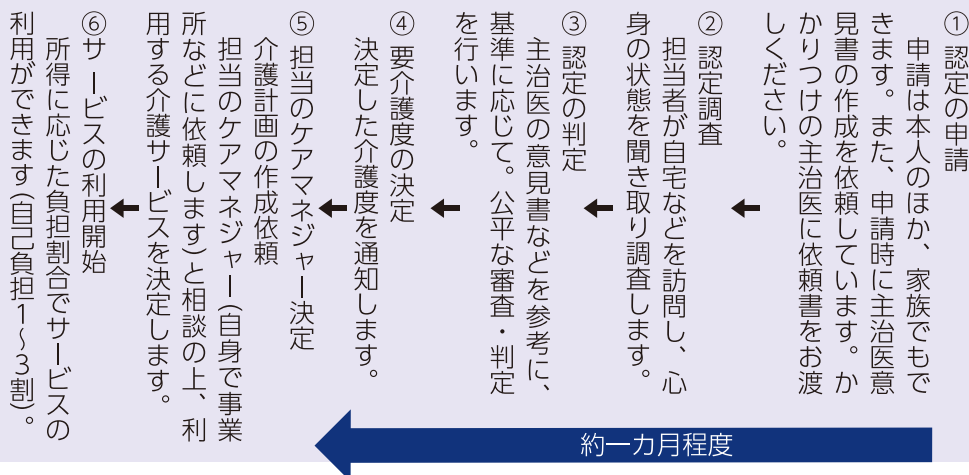 ① 認定の申請
申請は本人のほか、家族でもで
きます。また、申請時に主治医意
見書の作成を依頼しています。か
かりつけの主治医に依頼書をお渡
しください。
② 認定調査
担当者が自宅などを訪問し、心
身の状態を聞き取り調査します。
③ 認定の判定
主治医の意見書などを参考に、
基準に応じて。公平な審査・判定
を行います。
④ 要介護度の決定
決定した介護度を通知します。
⑤ 担当のケアマネジャー決定
介護計画の作成依頼
担当のケアマネジャー(自身で事業
所などに依頼します)と相談の上、利
用する介護サービスを決定します。
⑥ サービスの利用開始
所得に応じた負担割合でサービスの
利用ができます(自己負担1~3割)。
約一カ月程度